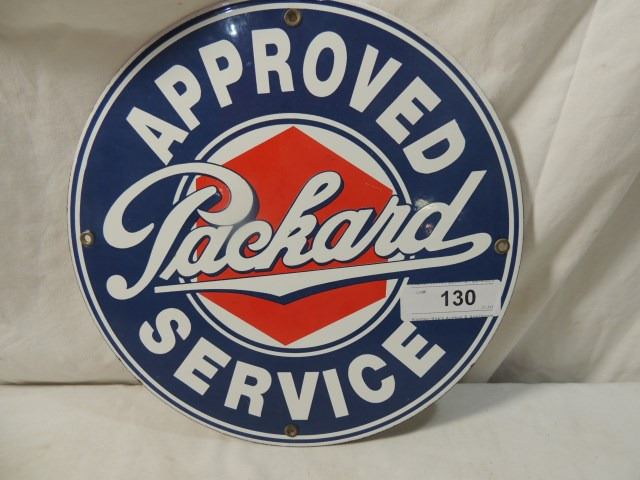 APPROVED
Packard
130
SERVICE